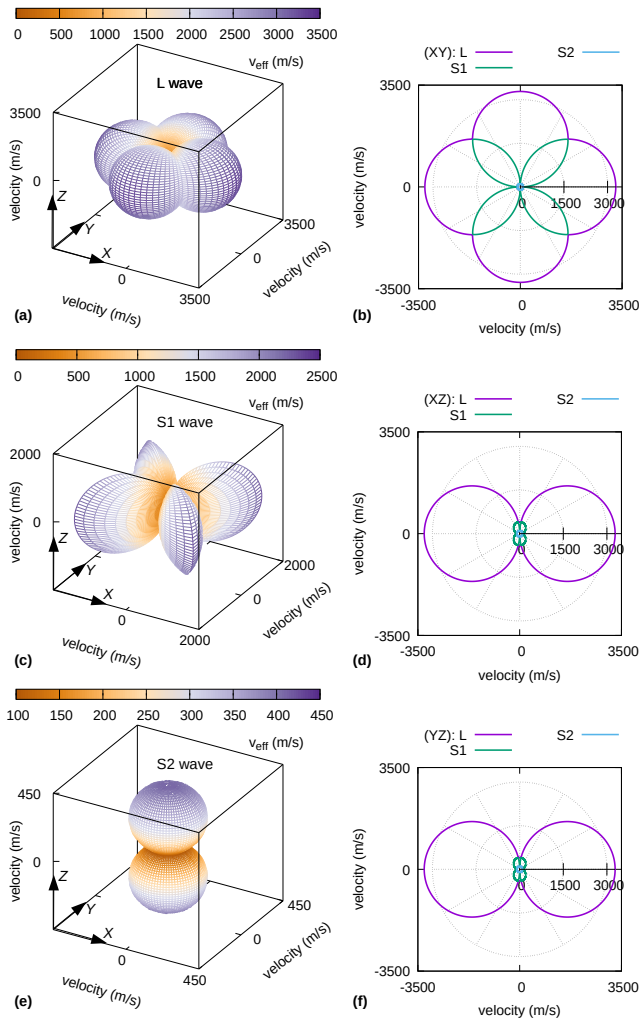 0 500 1000 1500 2000 2500 3000 3500
v_eff (m/s)
L wave
3500
0
velocity (m/s)
Z
Y
X
0
3500
velocity (m/s)
0
3500
velocity (m/s)
(a)
(XY): L
S2
S1
3500
0
-3500
velocity (m/s)
0 1500 3000
-3500 0 3500
velocity (m/s)
(b)
0 500 1000 1500 2000 2500
v_eff (m/s)
S1 wave
2000
0
velocity (m/s)
Z
Y
X
0
2000
velocity (m/s)
0
2000
velocity (m/s)
(c)
(XZ): L
S2
S1
3500
0
-3500
velocity (m/s)
0 1500 3000
-3500 0 3500
velocity (m/s)
(d)
100 150 200 250 300 350 400 450
v_eff (m/s)
S2 wave
450
0
velocity (m/s)
Z
Y
X
0
450
velocity (m/s)
0
450
velocity (m/s)
(e)
(YZ): L
S2
S1
3500
0
-3500
velocity (m/s)
0 1500 3000
-3500 0 3500
velocity (m/s)
(f)